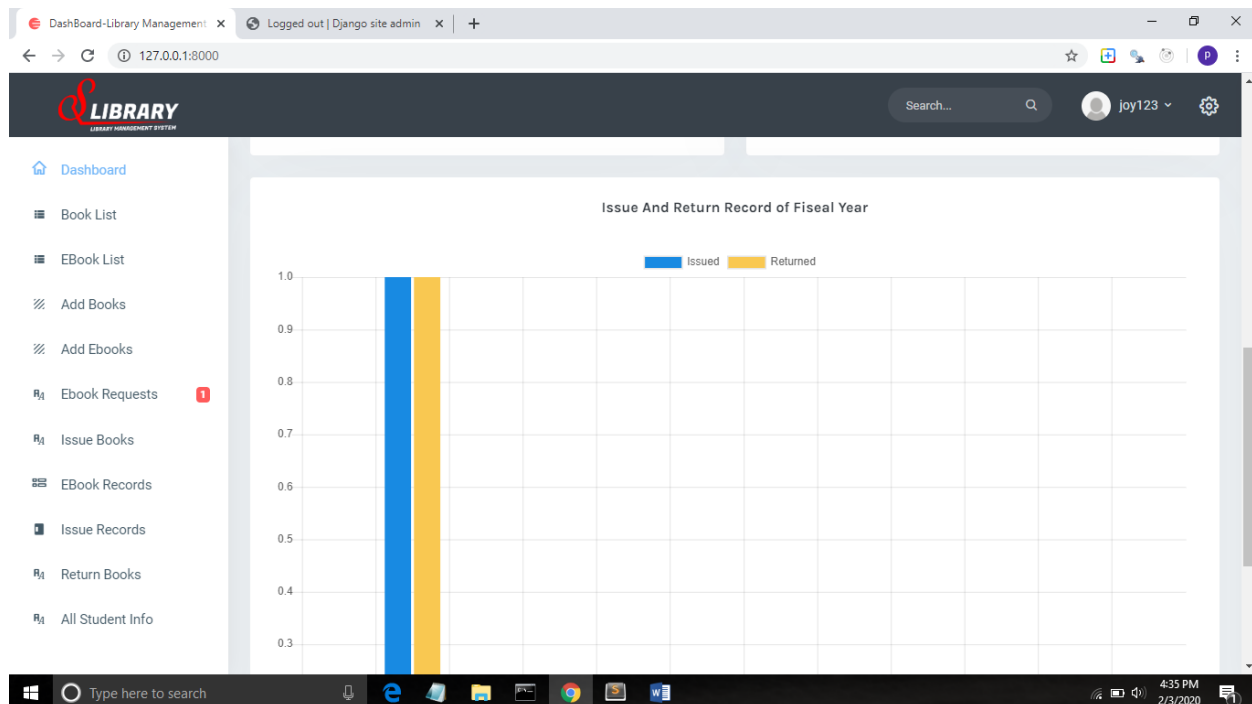 DashBoard-Library Management
Logged out | Django site admin
127.0.0.1:8000
P
S
LIBRARY
LIBRARY MANAGEMENT SYSTEM
Search...
joy123
Dashboard
Book List
EBook List
Add Books
Add Ebooks
Ebook Requests 1
Issue Books
EBook Records
Issue Records
Return Books
All Student Info
Issue And Return Record of Fiseal Year
Issued Returned
1.0
0.9
0.8
0.7
0.6
0.5
0.4
0.3
Type here to search
4:35 PM
2/3/2020